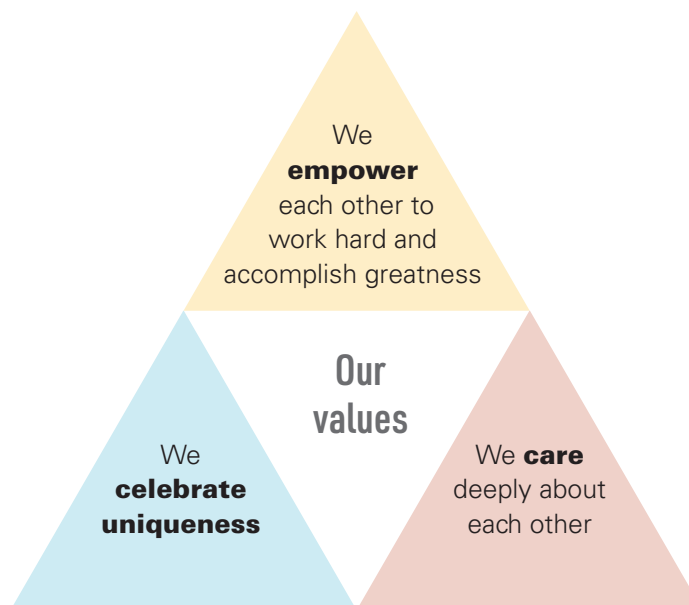 We
empower
each other to
work hard and
accomplish greatness
Our
values
We
celebrate
uniqueness
We care
deeply about
each other